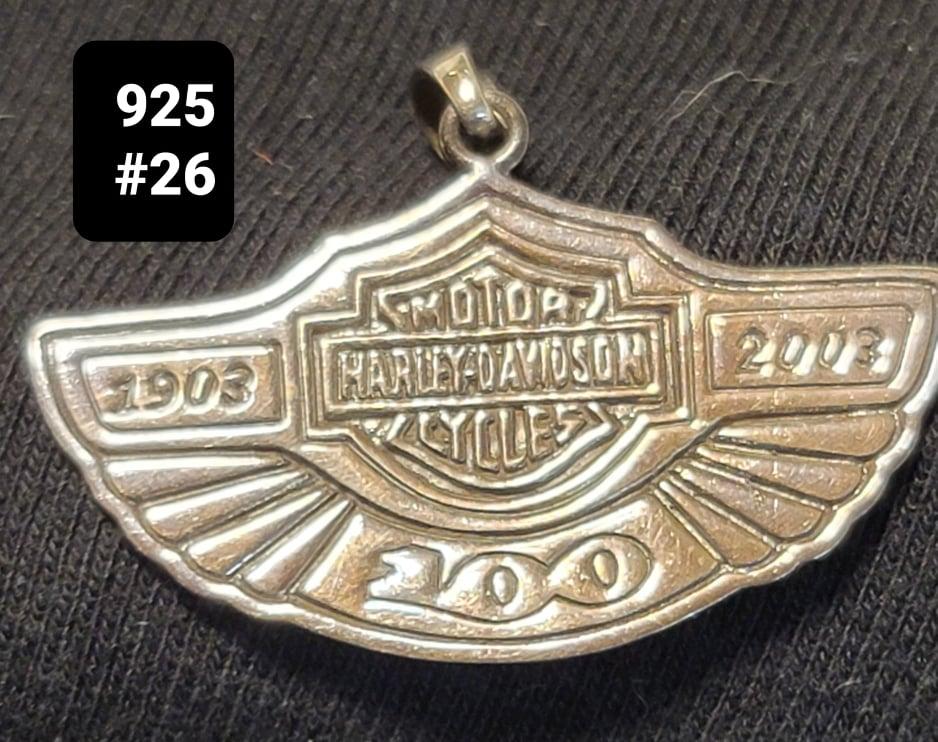 925
#26
MOTOR
HARLEY-DAVIDSON
CYCLES
1903
2003
100